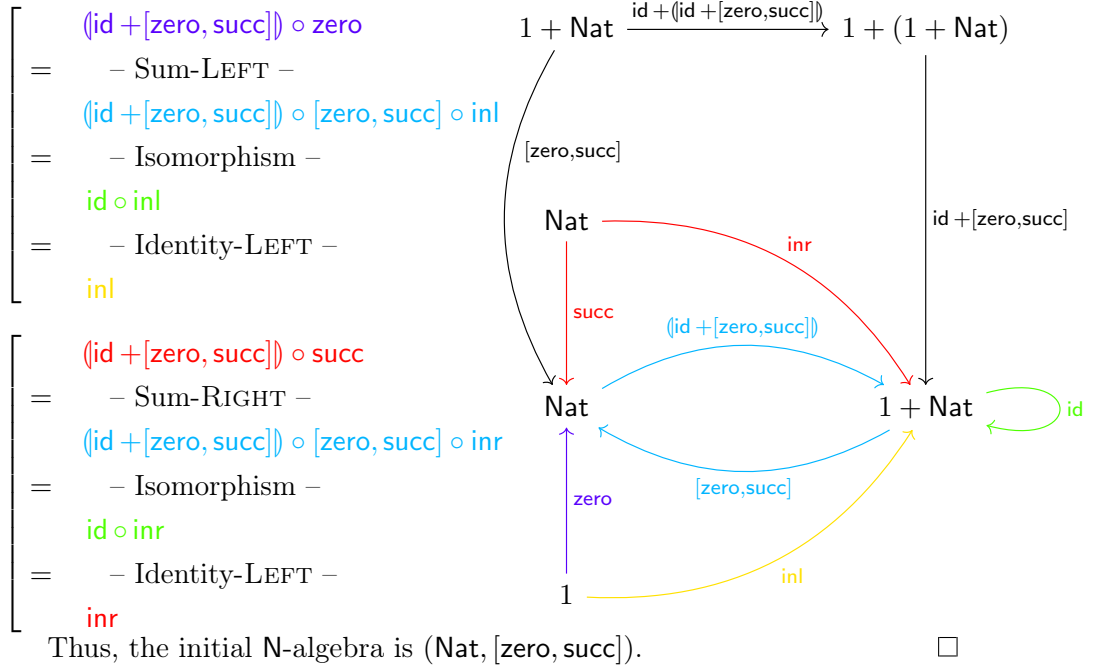 ⦇id +[zero, succ]⦈ ∘ zero
= – Sum-LEFT –
⦇id +[zero, succ]⦈ ∘ [zero, succ] ∘ inl
= – Isomorphism –
id ∘ inl
= – Identity-LEFT –
inl
⦇id +[zero, succ]⦈ ∘ succ
= – Sum-RIGHT –
⦇id +[zero, succ]⦈ ∘ [zero, succ] ∘ inr
= – Isomorphism –
id ∘ inr
= – Identity-LEFT –
inr
1 + Nat
id +⦇id +[zero,succ]⦈
1 + (1 + Nat)
[zero,succ]
id +[zero,succ]
Nat
inr
succ
⦇id +[zero,succ]⦈
Nat
1 + Nat
id
[zero,succ]
zero
inl
1
Thus, the initial N-algebra is (Nat, [zero, succ]). □